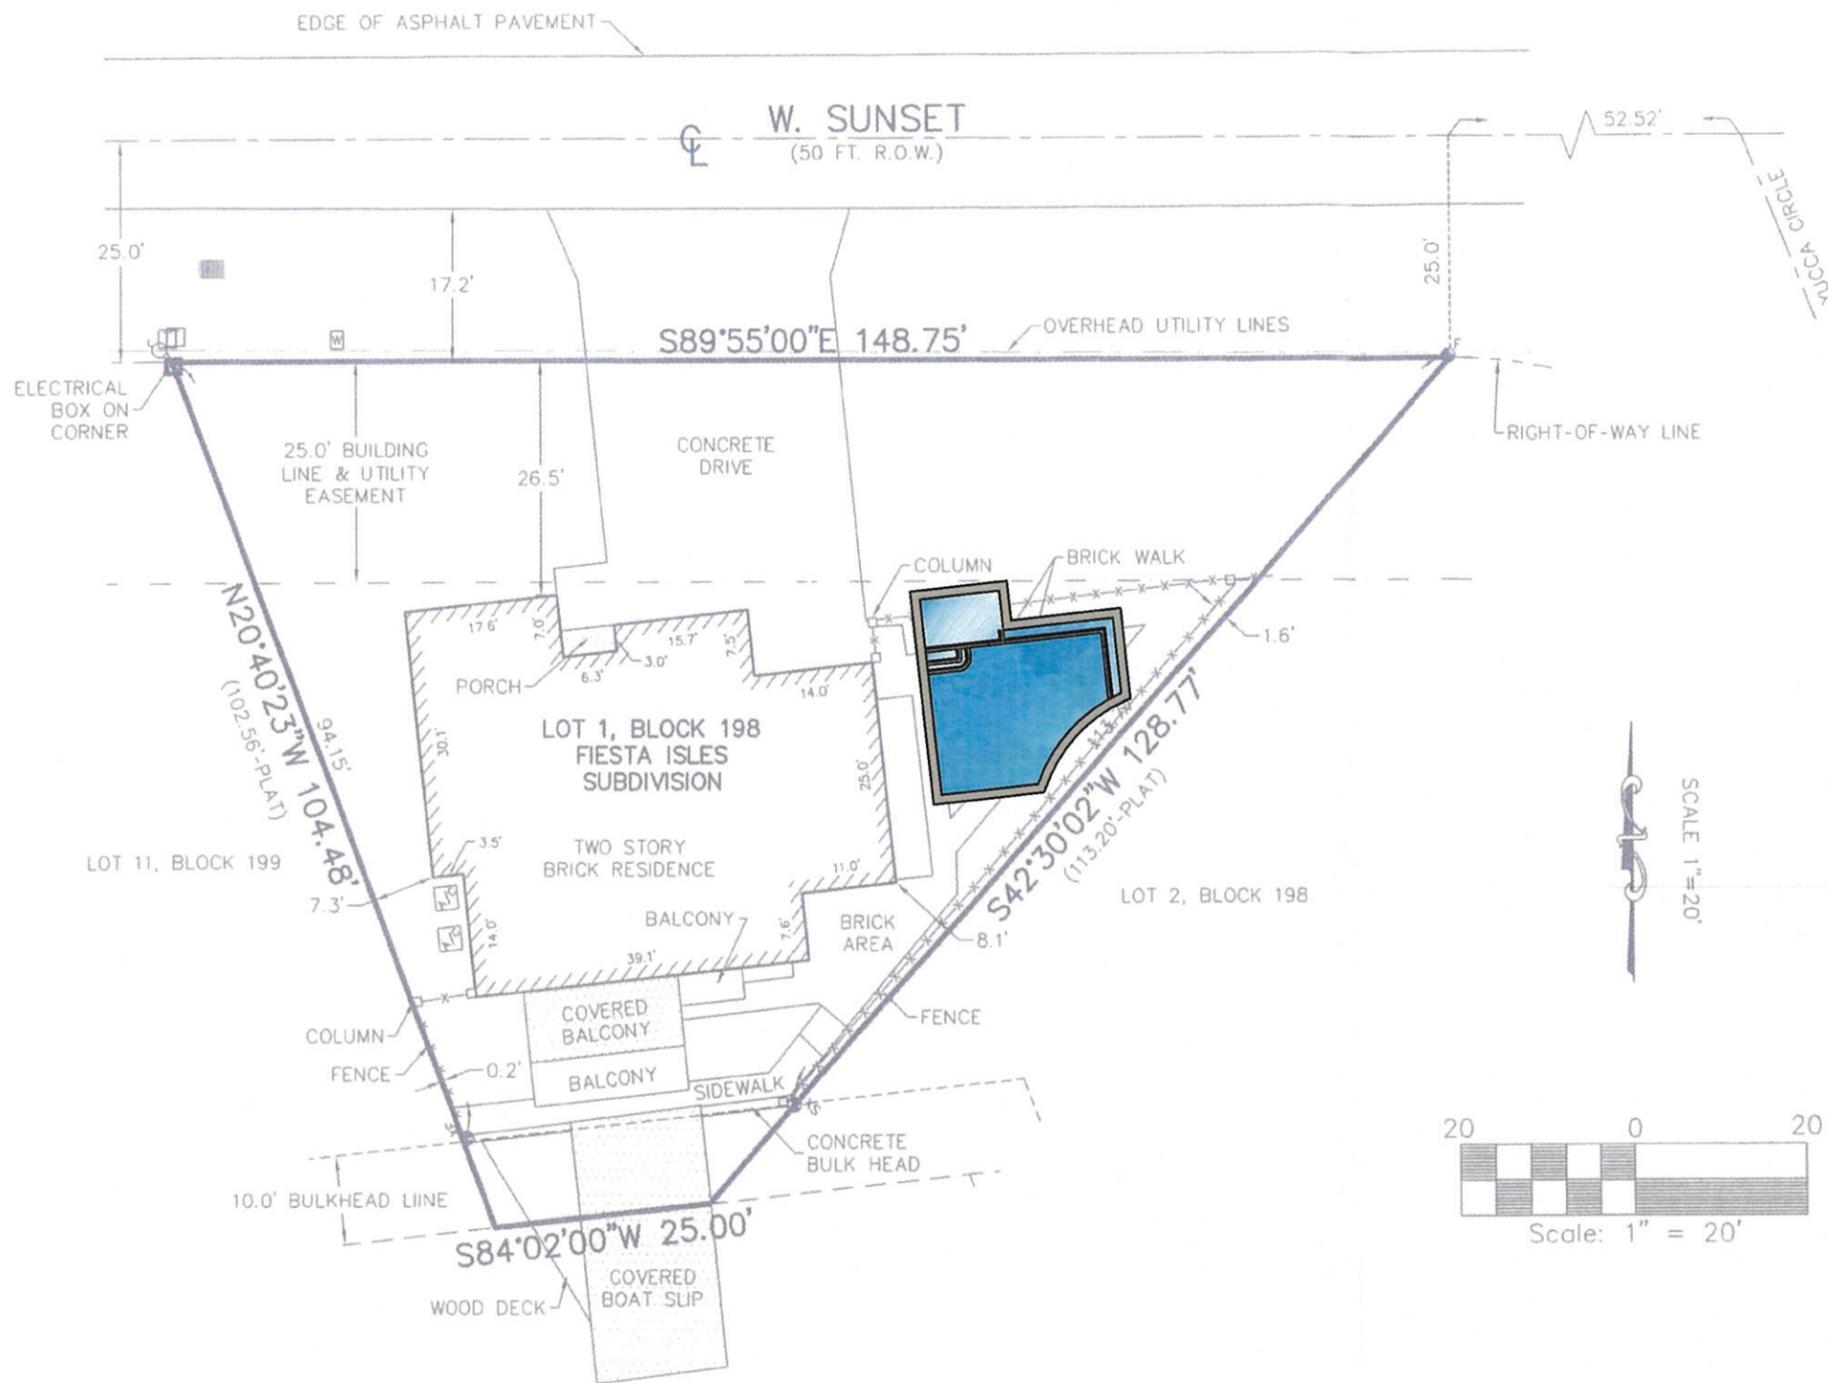 EDGE OF ASPHALT PAVEMENT
W. SUNSET
(50 FT. R.O.W.)
52.52'
YUCCA CIRCLE
25.0'
17.2'
25.0'
S89°55'00"E 148.75'
OVERHEAD UTILITY LINES
W
F
ELECTRICAL
BOX ON
CORNER
RIGHT-OF-WAY LINE
25.0' BUILDING
LINE & UTILITY
EASEMENT
26.5'
CONCRETE
DRIVE
COLUMN
BRICK WALK
1.6'
17.6'
7.0'
15.7'
7.5'
3.0'
6.3'
14.0'
PORCH
N20°40'23"W 104.48'
(102.56'-PLAT)
94.15'
30.1'
LOT 1, BLOCK 198
FIESTA ISLES
SUBDIVISION
25.0'
S42°30'02"W 128.77'
(113.20'-PLAT)
SCALE 1"=20'
LOT 11, BLOCK 199
3.5'
TWO STORY
BRICK RESIDENCE
11.0'
7.3'
A/C
A/C
14.0'
BALCONY
7.6'
BRICK
AREA
8.1'
LOT 2, BLOCK 198
39.1'
COVERED
BALCONY
FENCE
COLUMN
FENCE
0.2'
BALCONY
SIDEWALK
CONCRETE
BULK HEAD
10.0' BULKHEAD LIINE
S84°02'00"W 25.00'
WOOD DECK
COVERED
BOAT SLIP
20 0 20
Scale: 1" = 20'